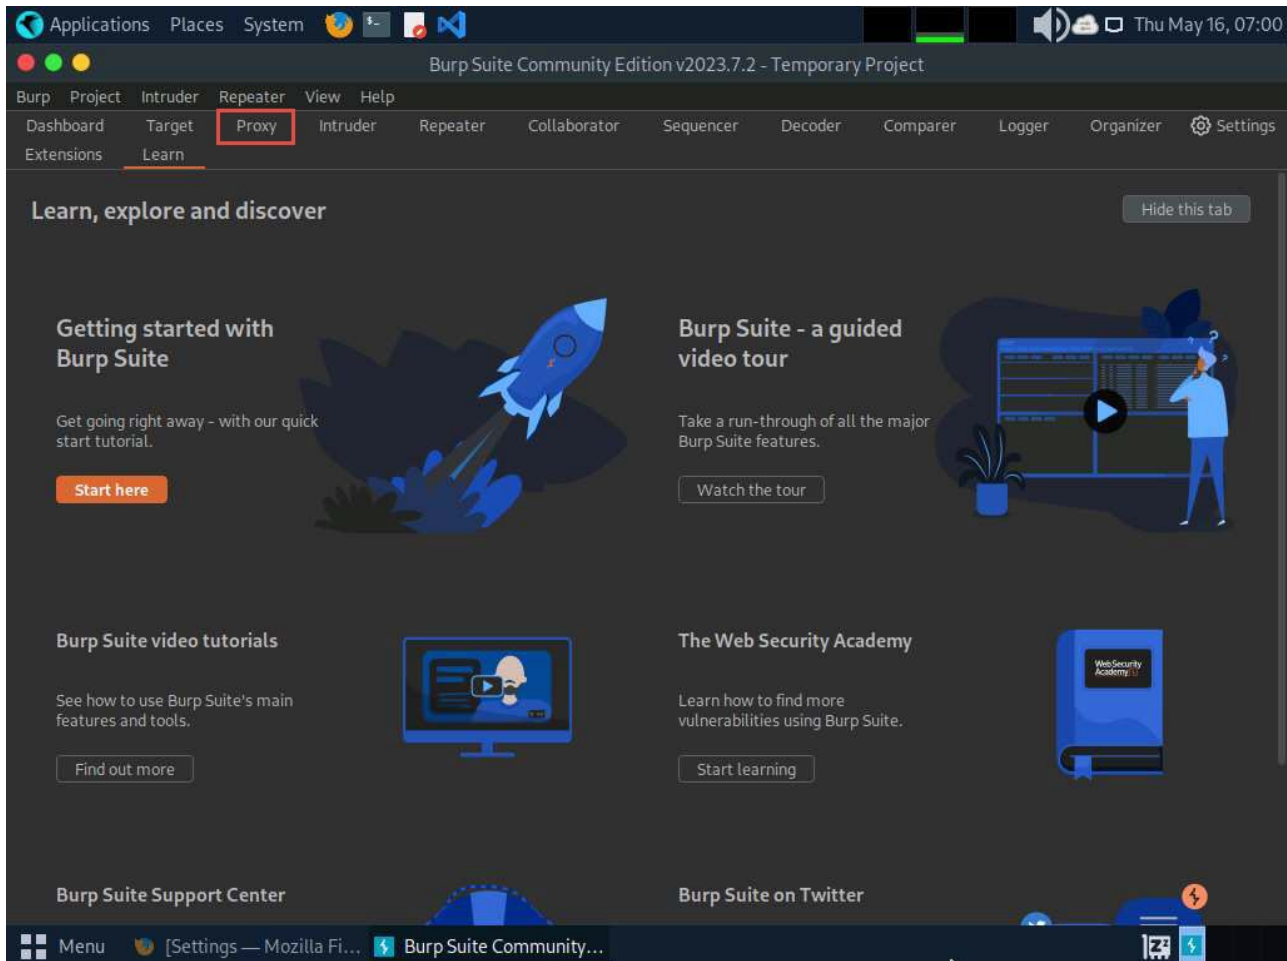 Applications Places System Thu May 16, 07:00
Burp Suite Community Edition v2023.7.2 - Temporary Project
Burp Project Intruder Repeater View Help
Dashboard Target Proxy Intruder Repeater Collaborator Sequencer Decoder Comparer Logger Organizer Settings
Extensions Learn
Learn, explore and discover
Hide this tab
Getting started with
Burp Suite
Get going right away - with our quick
start tutorial.
Start here
Burp Suite - a guided
video tour
Take a run-through of all the major
Burp Suite features.
Watch the tour
Burp Suite video tutorials
See how to use Burp Suite's main
features and tools.
Find out more
The Web Security Academy
Learn how to find more
vulnerabilities using Burp Suite.
Start learning
WebSecurity
Academy
Burp Suite Support Center
Burp Suite on Twitter
Menu [Settings — Mozilla Fi... Burp Suite Community...